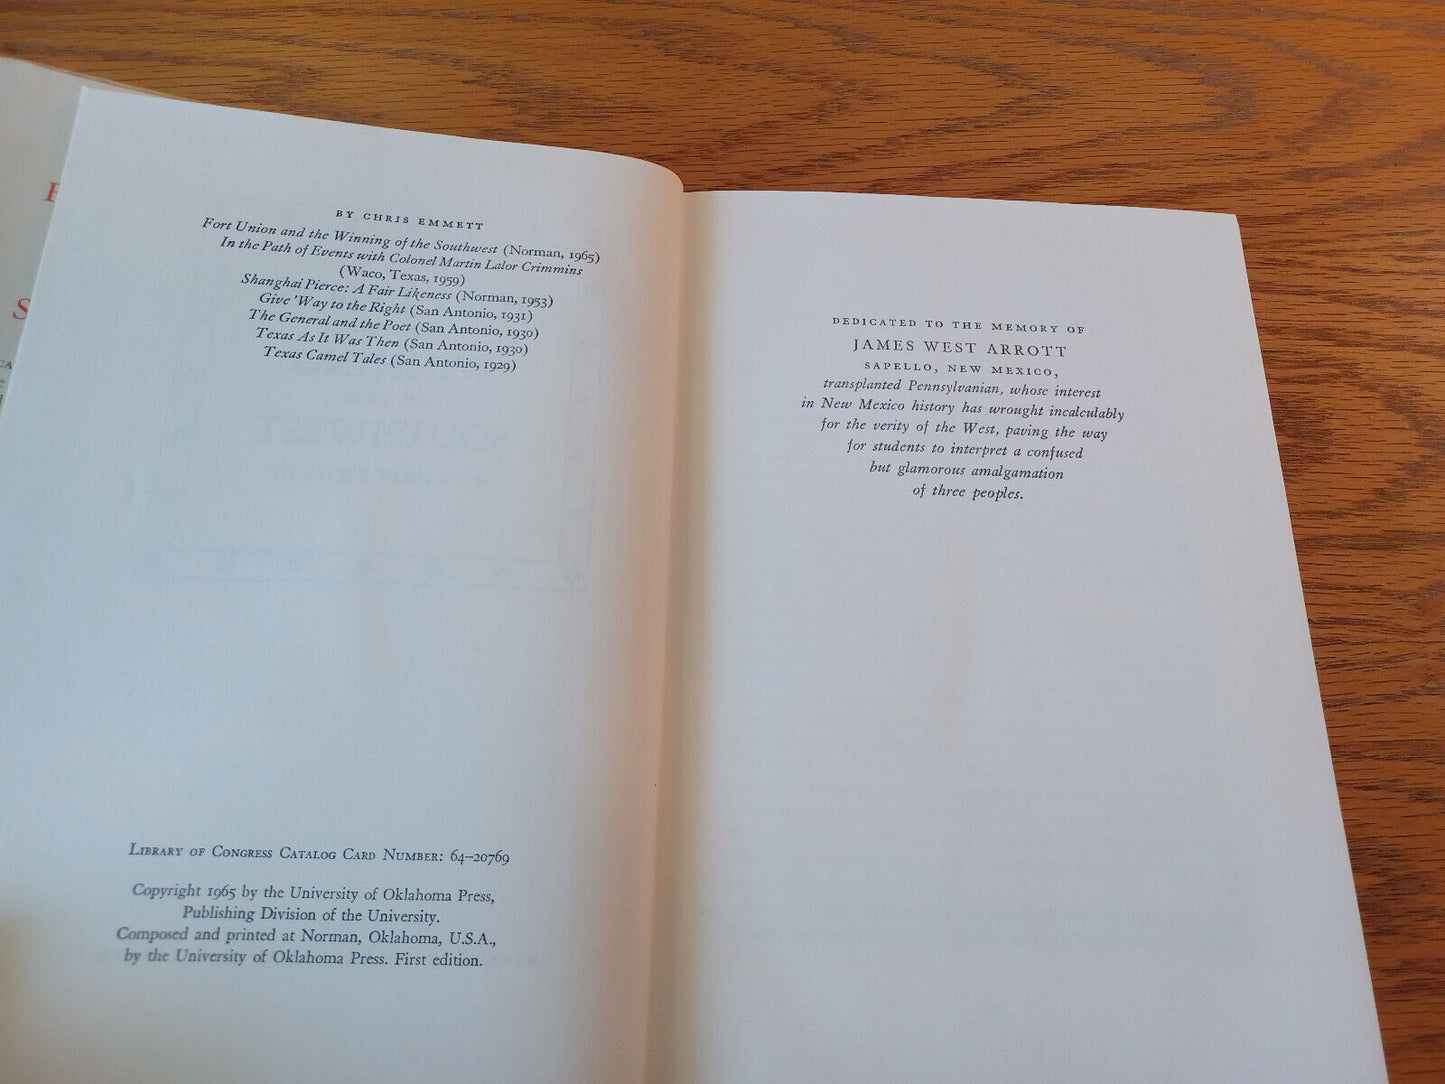 BY CHRIS EMMETT
Fort Union and the Winning of the Southwest (Norman, 1965)
In the Path of Events with Colonel Martin Lalor Crimmins
(Waco, Texas, 1959)
Shanghai Pierce: A Fair Likeness (Norman, 1953)
Give 'Way to the Right (San Antonio, 1931)
The General and the Poet (San Antonio, 1930)
Texas As It Was Then (San Antonio, 1930)
Texas Camel Tales (San Antonio, 1929)
LIBRARY OF CONGRESS CATALOG CARD NUMBER: 64–20769
Copyright 1965 by the University of Oklahoma Press,
Publishing Division of the University.
Composed and printed at Norman, Oklahoma, U.S.A.,
by the University of Oklahoma Press. First edition.
DEDICATED TO THE MEMORY OF
JAMES WEST ARROTT
SAPELLO, NEW MEXICO,
transplanted Pennsylvanian, whose interest
in New Mexico history has wrought incalculably
for the verity of the West, paving the way
for students to interpret a confused
but glamorous amalgamation
of three peoples.